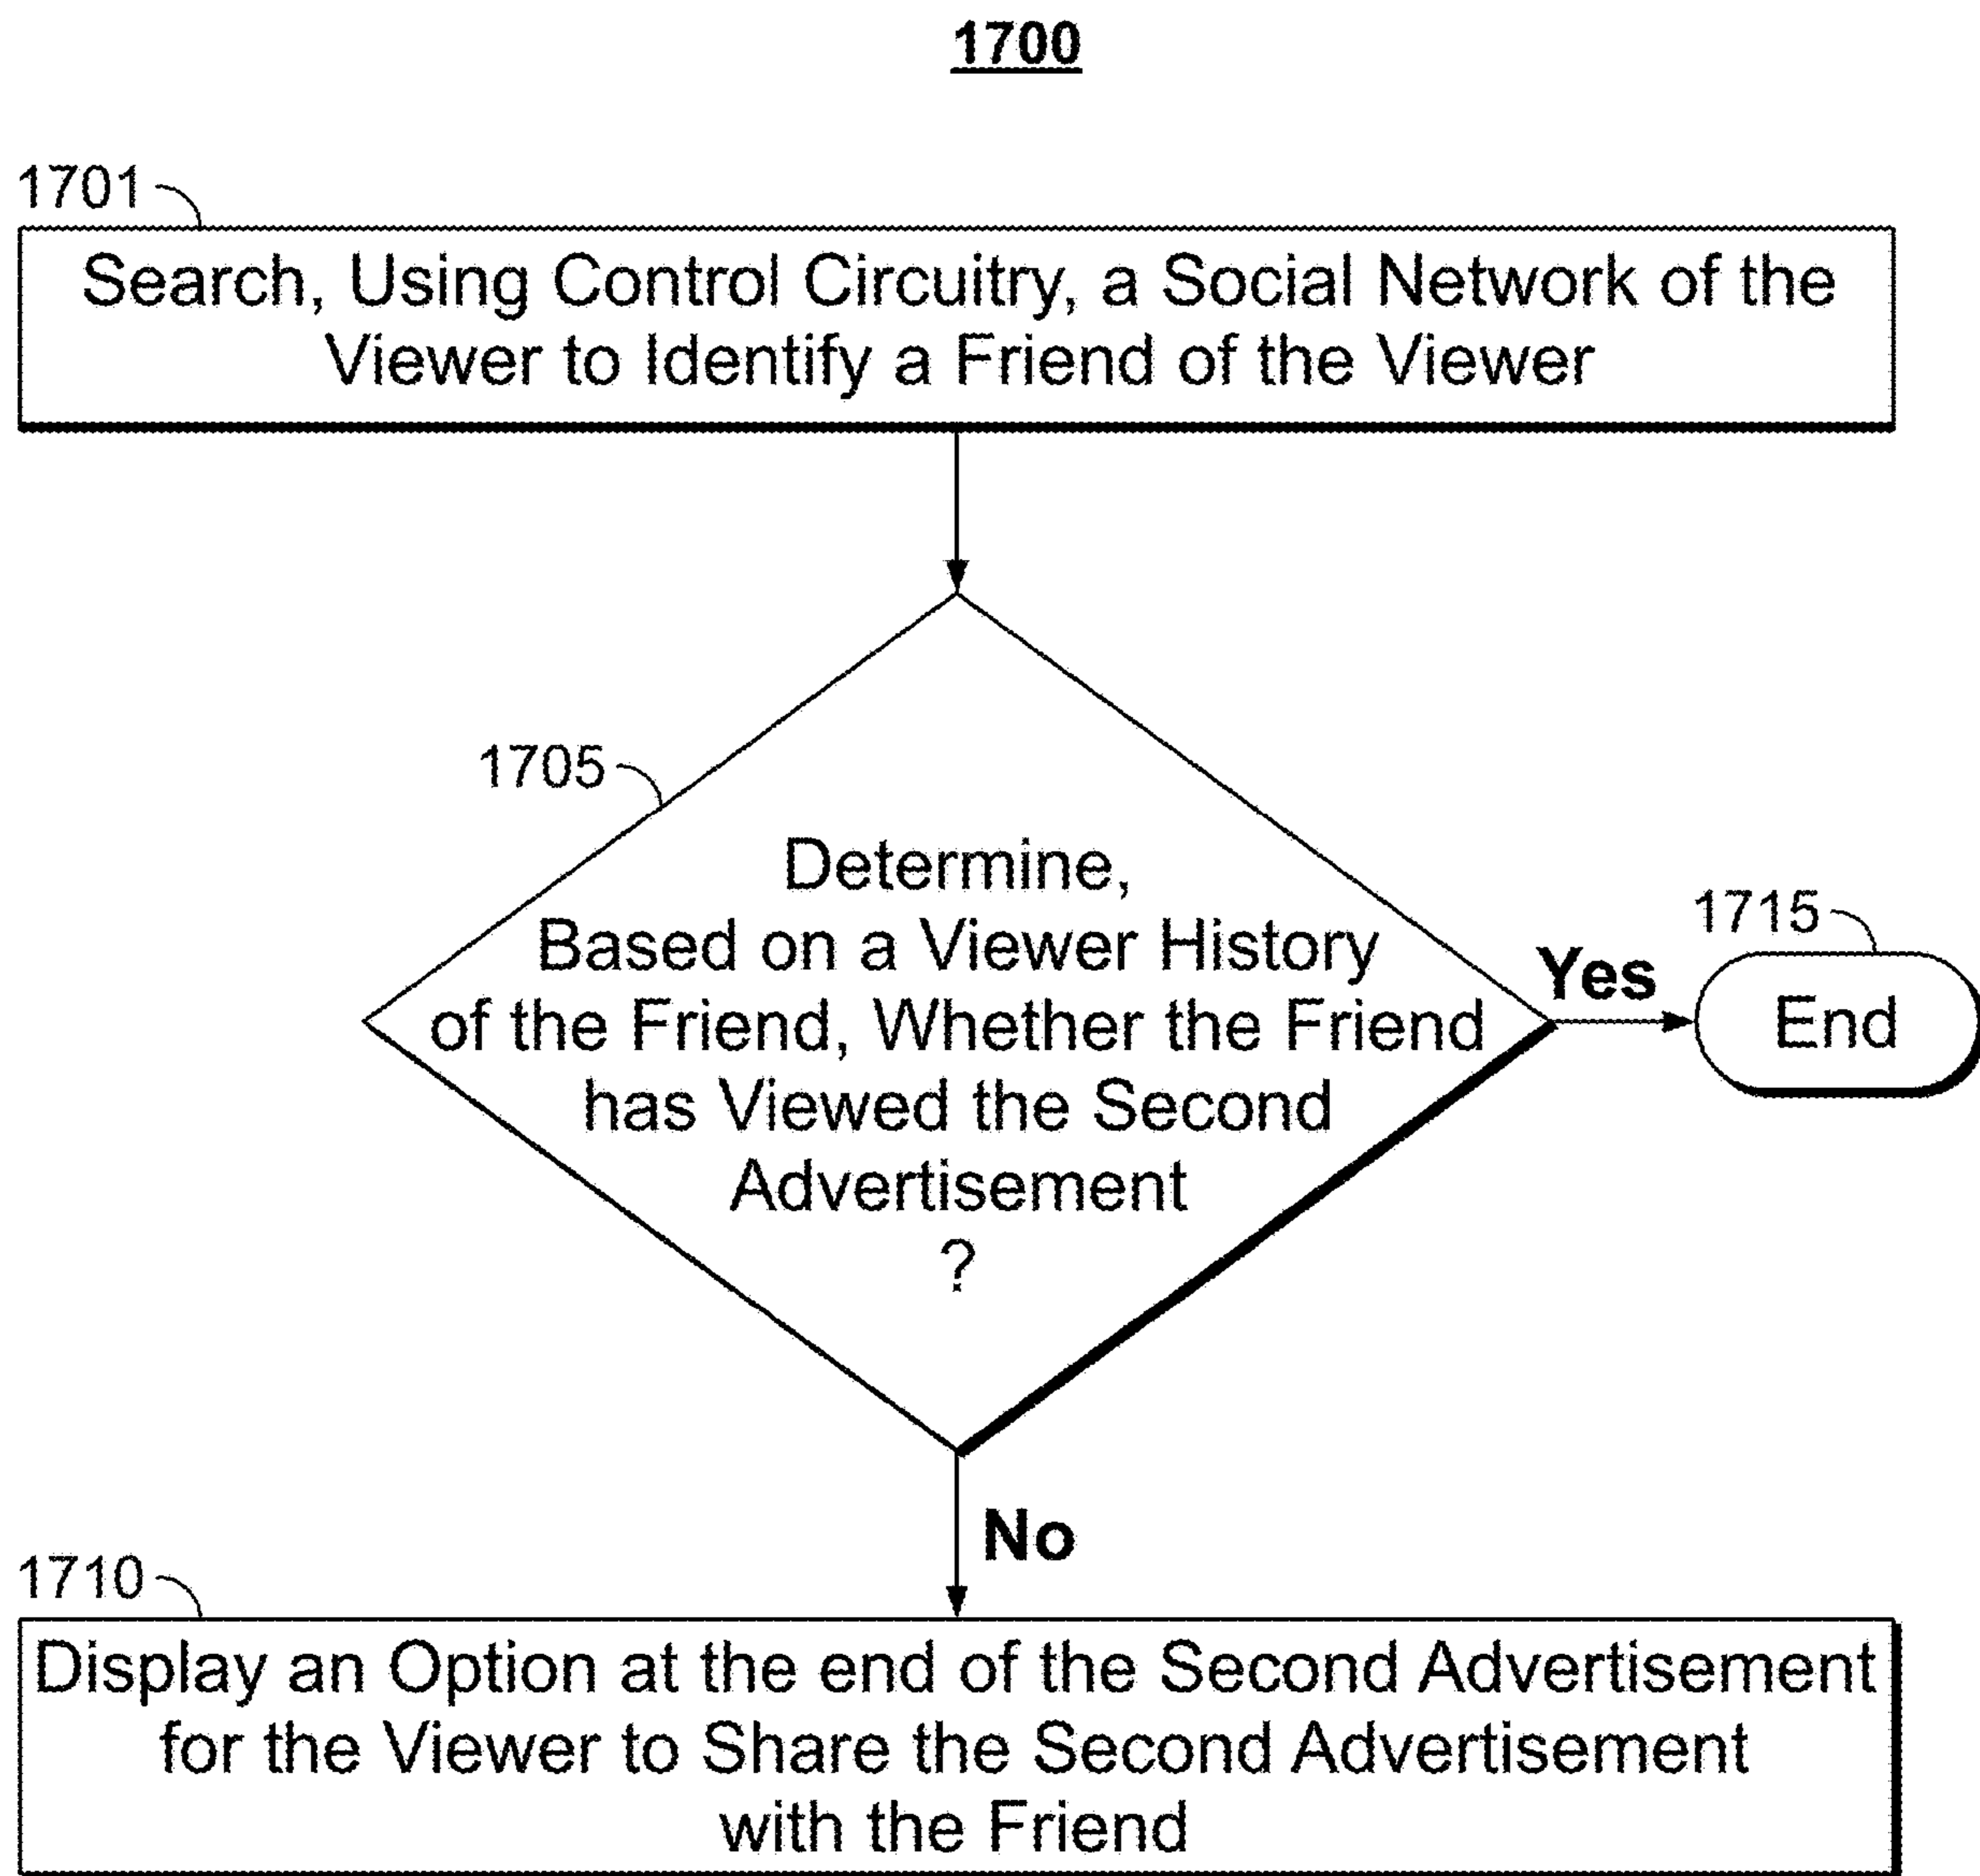 1700
1701
Search, Using Control Circuitry, a Social Network of the
Viewer to Identify a Friend of the Viewer
1705
Determine,
Based on a Viewer History
of the Friend, Whether the Friend
has Viewed the Second
Advertisement
?
Yes
1715
End
No
1710
Display an Option at the end of the Second Advertisement
for the Viewer to Share the Second Advertisement
with the Friend